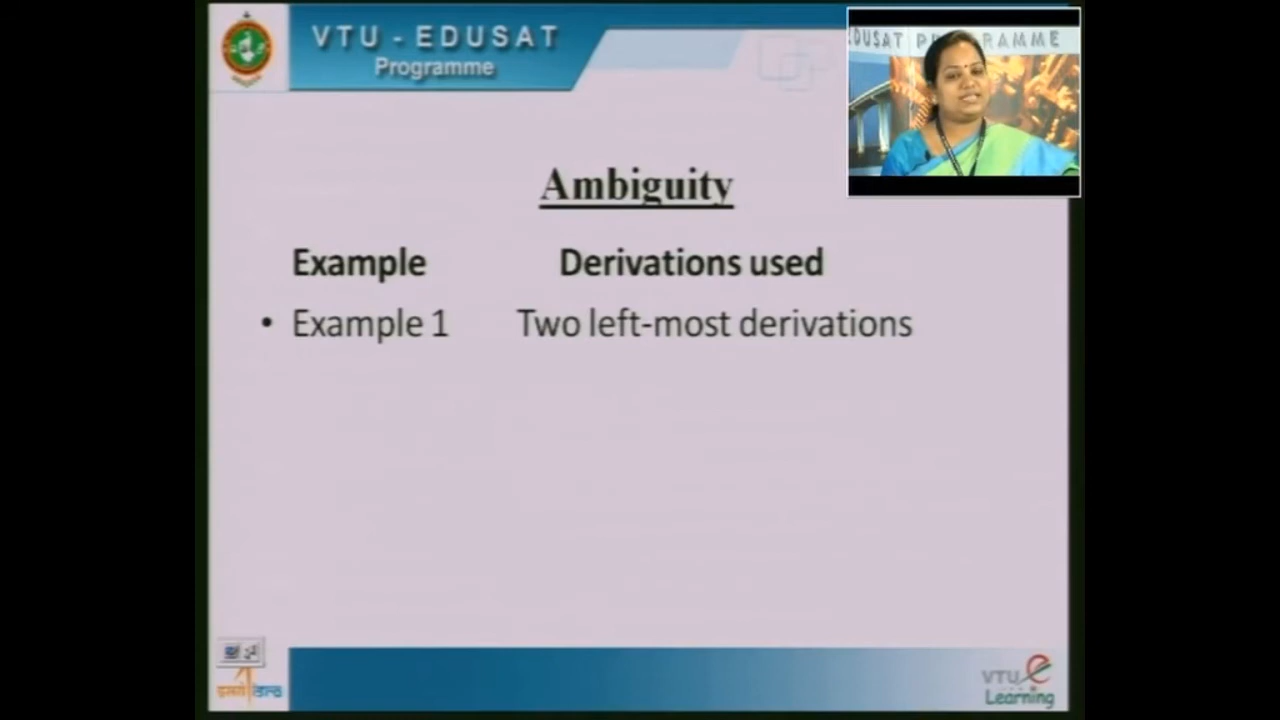 VTU - EDUSAT
Programme
EDUSAT PROGRAMME
Ambiguity
Example Derivations used
• Example 1 Two left-most derivations
VTU e
Learning